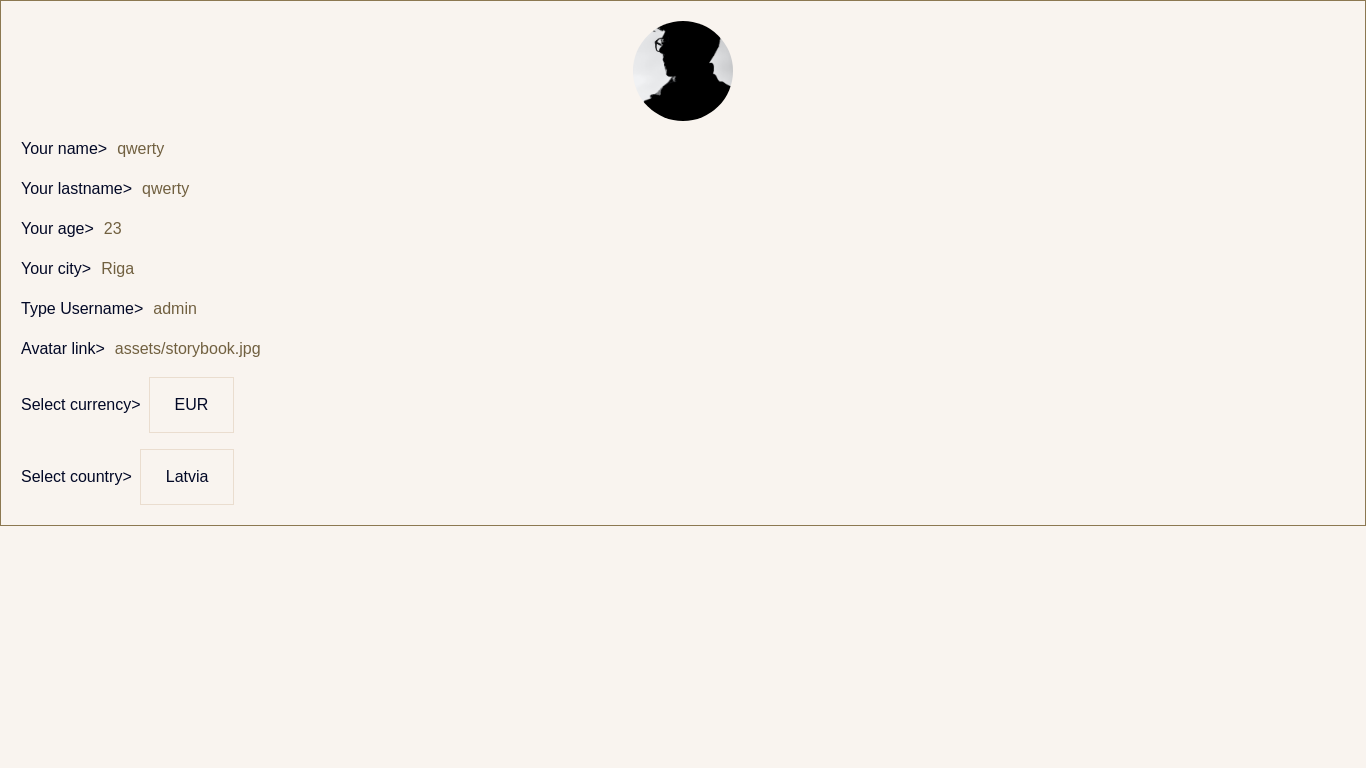 Your name> qwerty
Your lastname> qwerty
Your age> 23
Your city> Riga
Type Username> admin
Avatar link> assets/storybook.jpg
Select currency> EUR
Select country> Latvia